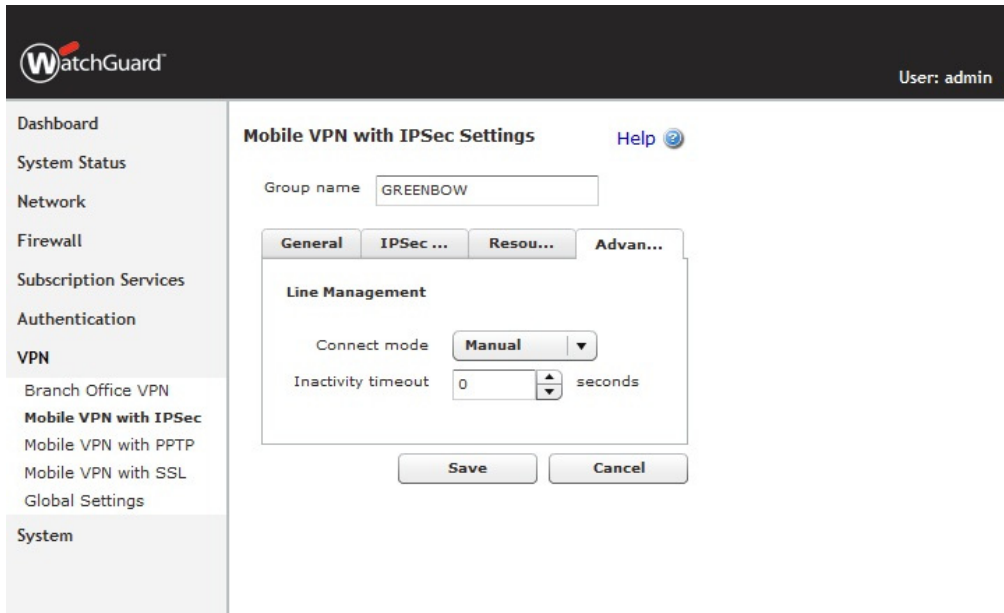 WatchGuard™
User: admin
Dashboard
System Status
Network
Firewall
Subscription Services
Authentication
VPN
Branch Office VPN
Mobile VPN with IPSec
Mobile VPN with PPTP
Mobile VPN with SSL
Global Settings
System
Mobile VPN with IPSec Settings
Help ?
Group name GREENBOW
General IPSec ... Resou... Advan...
Line Management
Connect mode Manual
Inactivity timeout 0 seconds
Save Cancel